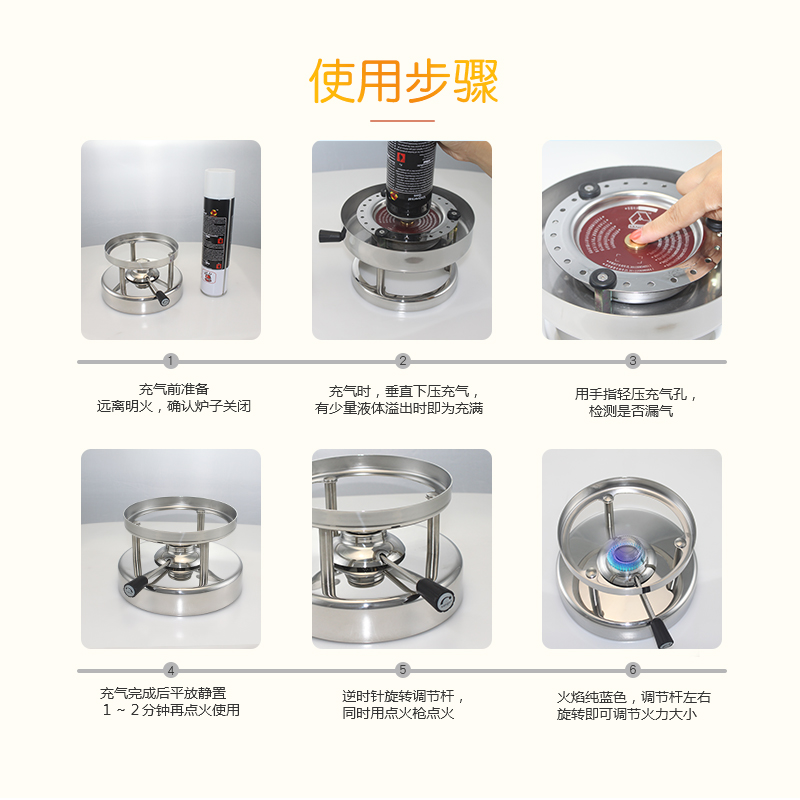 使用步骤
1
2
3
充气前准备
远离明火，确认炉子关闭
充气时，垂直下压充气，
有少量液体溢出时即为充满
用手指轻压充气孔，
检测是否漏气
4
5
6
充气完成后平放静置
1～2分钟再点火使用
逆时针旋转调节杆，
同时用点火枪点火
火焰纯蓝色，调节杆左右
旋转即可调节火力大小